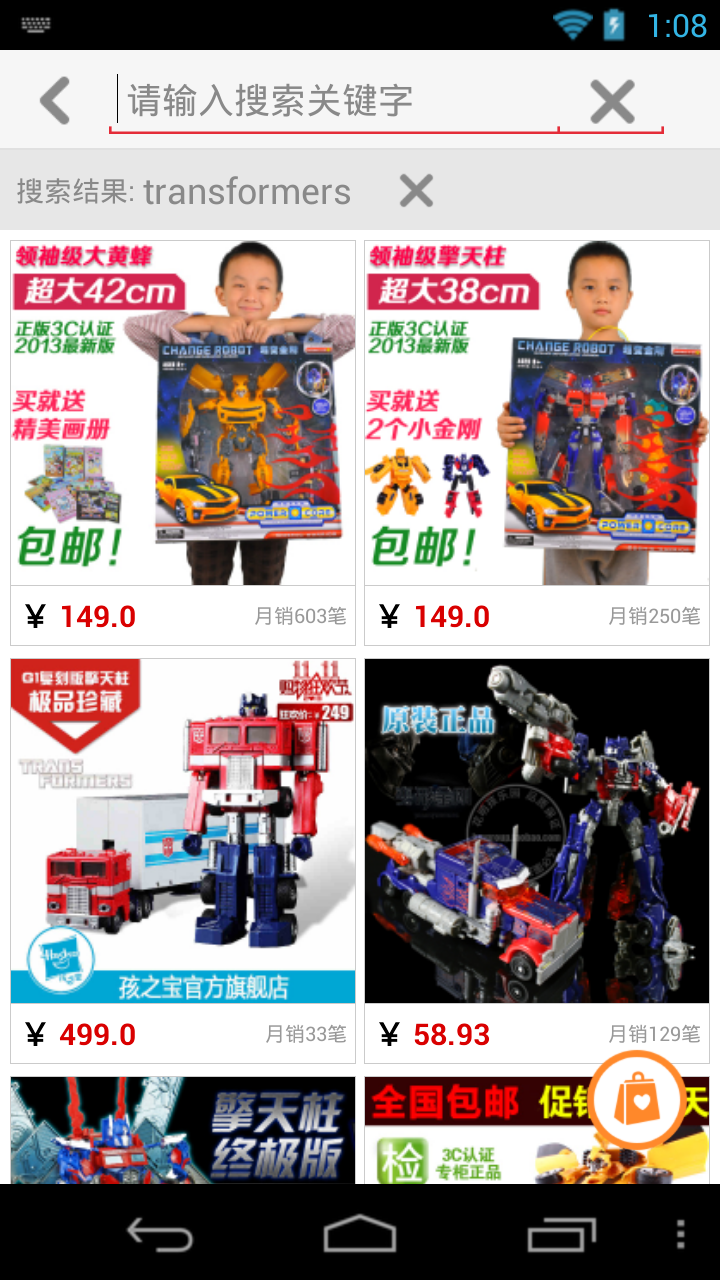 1:08
请输入搜索关键字
搜索结果: transformers
领袖级大黄蜂
超大42cm
正版3C认证
2013最新版
CHANGE ROBOT
买就送
精美画册
POWER CORE
包邮!
¥ 149.0
月销603笔
领袖级擎天柱
超大38cm
正版3C认证
2013最新版
CHANGE ROBOT
买就送
2个小金刚
POWER CORE
包邮!
¥ 149.0
月销250笔
G1复刻版擎天柱
极品珍藏
11.11
购物狂欢节
狂欢价:¥249
TRANS
FORMERS
Hasbro
孩之宝官方旗舰店
¥ 499.0
月销33笔
原装正品
¥ 58.93
月销129笔
擎天柱
终极版
全国包邮 促销
天
检
3C认证
专柜正品